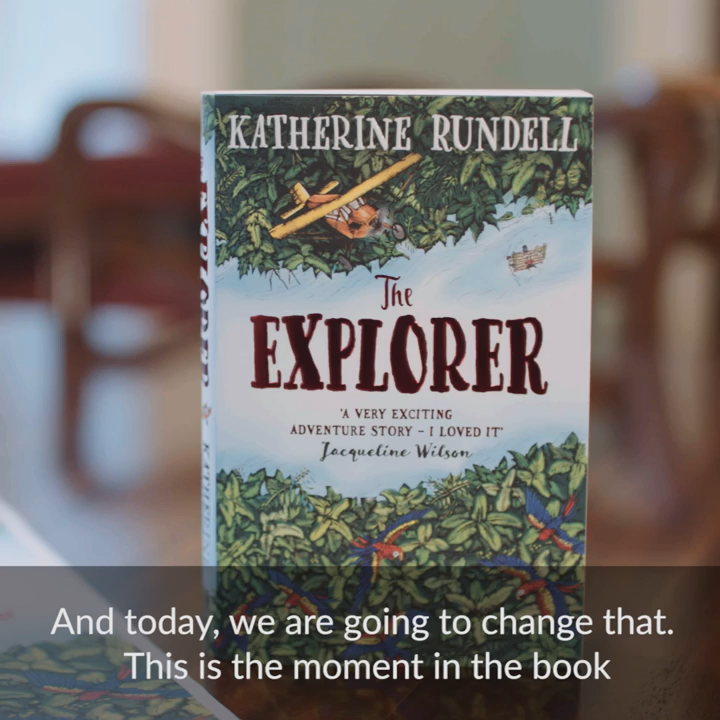 KATHERINE RUNDELL
The
EXPLORER
'A VERY EXCITING
ADVENTURE STORY – I LOVED IT'
Jacqueline Wilson
EXPLORER
And today, we are going to change that.
This is the moment in the book